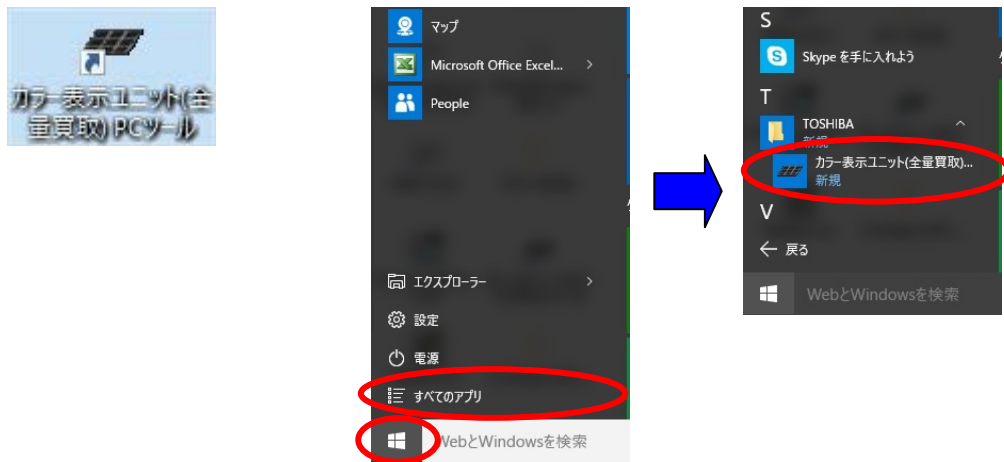 カラー表示ユニット(全
量買取) PCツール
マップ
Microsoft Office Excel...
People
エクスプローラー
設定
電源
すべてのアプリ
WebとWindowsを検索
S
Skype を手に入れよう
T
TOSHIBA
新規
カラー表示ユニット(全量買取)...
新規
V
戻る
WebとWindowsを検索